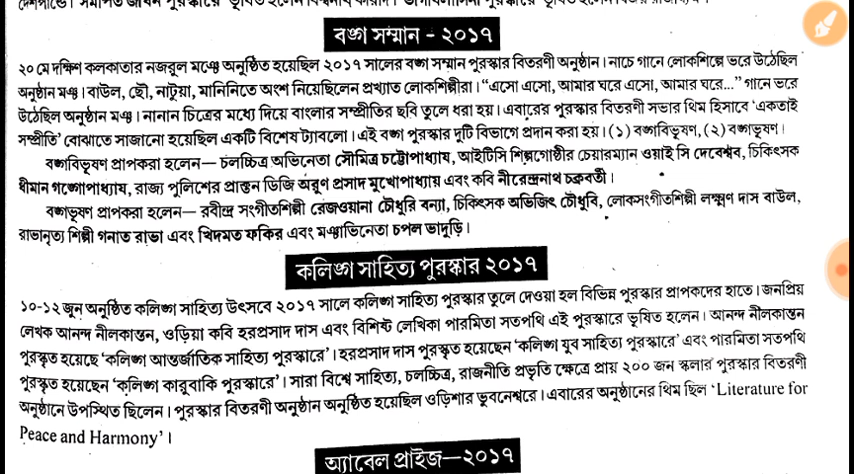 বঙ্গ সম্মান - ২০১৭
২০ মে দক্ষিণ কলকাতার নজরুল মঞ্চে অনুষ্ঠিত হয়েছিল ২০১৭ সালের বঙ্গ সম্মান পুরস্কার বিতরণী অনুষ্ঠান। নাচে গানে লোকশিল্পে ভরে উঠেছিল
অনুষ্ঠান মঞ্চ। বাউল, ছৌ, নাটুয়া, মানিনিতে অংশ নিয়েছিলেন প্রখ্যাত লোকশিল্পীরা। “এসো এসো, আমার ঘরে এসো, আমার ঘরে...” গানে ভরে
উঠেছিল অনুষ্ঠান মঞ্চ। নানান চিত্রের মধ্যে দিয়ে বাংলার সম্প্রীতির ছবি তুলে ধরা হয়। এবারের পুরস্কার বিতরণী সভার থিম হিসাবে ‘একতাই
সম্প্রীতি’ বোঝাতে সাজানো হয়েছিল একটি বিশেষ ট্যাবলো। এই বঙ্গ পুরস্কার দুটি বিভাগে প্রদান করা হয়। (১) বঙ্গবিভূষণ, (২) বঙ্গভূষণ।
বঙ্গবিভূষণ প্রাপকরা হলেন— চলচ্চিত্র অভিনেতা সৌমিত্র চট্টোপাধ্যায়, আইটিসি শিল্পগোষ্ঠীর চেয়ারম্যান ওয়াই সি দেবেশ্বর, চিকিৎসক
ধীমান গঙ্গোপাধ্যায়, রাজ্য পুলিশের প্রাক্তন ডিজি অরুণ প্রসাদ মুখোপাধ্যায় এবং কবি নীরেন্দ্রনাথ চক্রবর্তী।
বঙ্গভূষণ প্রাপকরা হলেন— রবীন্দ্র সংগীতশিল্পী রেজওয়ানা চৌধুরি বন্যা, চিকিৎসক অভিজিৎ চৌধুরি, লোকসংগীতশিল্পী লক্ষ্মণ দাস বাউল,
রাভানৃত্য শিল্পী গনাত রাভা এবং খিদমত ফকির এবং মঞ্চাভিনেতা চপল ভাদুড়ি।
কলিঙ্গ সাহিত্য পুরস্কার ২০১৭
১০-১২ জুন অনুষ্ঠিত কলিঙ্গ সাহিত্য উৎসবে ২০১৭ সালে কলিঙ্গ সাহিত্য পুরস্কার তুলে দেওয়া হল বিভিন্ন পুরস্কার প্রাপকদের হাতে। জনপ্রিয়
লেখক আনন্দ নীলকান্তন, ওড়িয়া কবি হরপ্রসাদ দাস এবং বিশিষ্ট লেখিকা পারমিতা সতপথি এই পুরস্কারে ভূষিত হলেন। আনন্দ নীলকান্তন
পুরস্কৃত হয়েছে ‘কলিঙ্গ আন্তর্জাতিক সাহিত্য পুরস্কারে’। হরপ্রসাদ দাস পুরস্কৃত হয়েছেন ‘কলিঙ্গ যুব সাহিত্য পুরস্কারে’ এবং পারমিতা সতপথি
পুরস্কৃত হয়েছেন ‘কলিঙ্গ কারুবাকি পুরস্কারে’। সারা বিশ্বে সাহিত্য, চলচ্চিত্র, রাজনীতি প্রভৃতি ক্ষেত্রে প্রায় ২০০ জন স্কলার পুরস্কার বিতরণী
অনুষ্ঠানে উপস্থিত ছিলেন। পুরস্কার বিতরণী অনুষ্ঠান অনুষ্ঠিত হয়েছিল ওড়িশার ভুবনেশ্বরে। এবারের অনুষ্ঠানের থিম ছিল ‘Literature for
Peace and Harmony’।
অ্যাবেল প্রাইজ—২০১৭